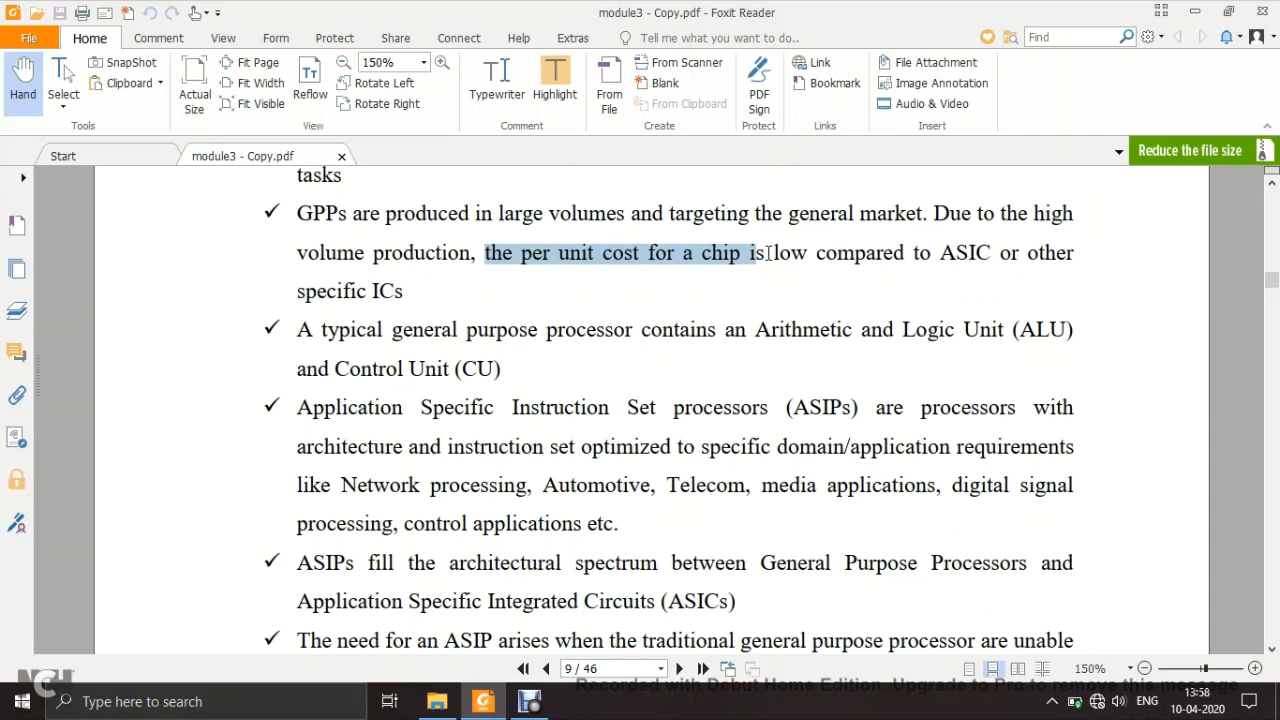 module3 - Copy.pdf - Foxit Reader
File Home Comment View Form Protect Share Connect Help Extras Tell me what you want to do.. Find
SnapShot Fit Page 150% From Scanner Link File Attachment
Clipboard Fit Width Rotate Left Blank Bookmark Image Annotation
Hand Select Actual Size Fit Visible Reflow Rotate Right Typewriter Highlight From File From Clipboard PDF Sign Audio & Video
Tools View Comment Create Protect Links Insert
Start module3 - Copy.pdf Reduce the file size
tasks
✓ GPPs are produced in large volumes and targeting the general market. Due to the high
volume production, the per unit cost for a chip is low compared to ASIC or other
specific ICs
✓ A typical general purpose processor contains an Arithmetic and Logic Unit (ALU)
and Control Unit (CU)
✓ Application Specific Instruction Set processors (ASIPs) are processors with
architecture and instruction set optimized to specific domain/application requirements
like Network processing, Automotive, Telecom, media applications, digital signal
processing, control applications etc.
✓ ASIPs fill the architectural spectrum between General Purpose Processors and
Application Specific Integrated Circuits (ASICs)
✓ The need for an ASIP arises when the traditional general purpose processor are unable
9 / 46 150%
NCH Recorded with Debut Home Edition. Upgrade to Pro to remove this message
Type here to search ENG 13:58
10-04-2020